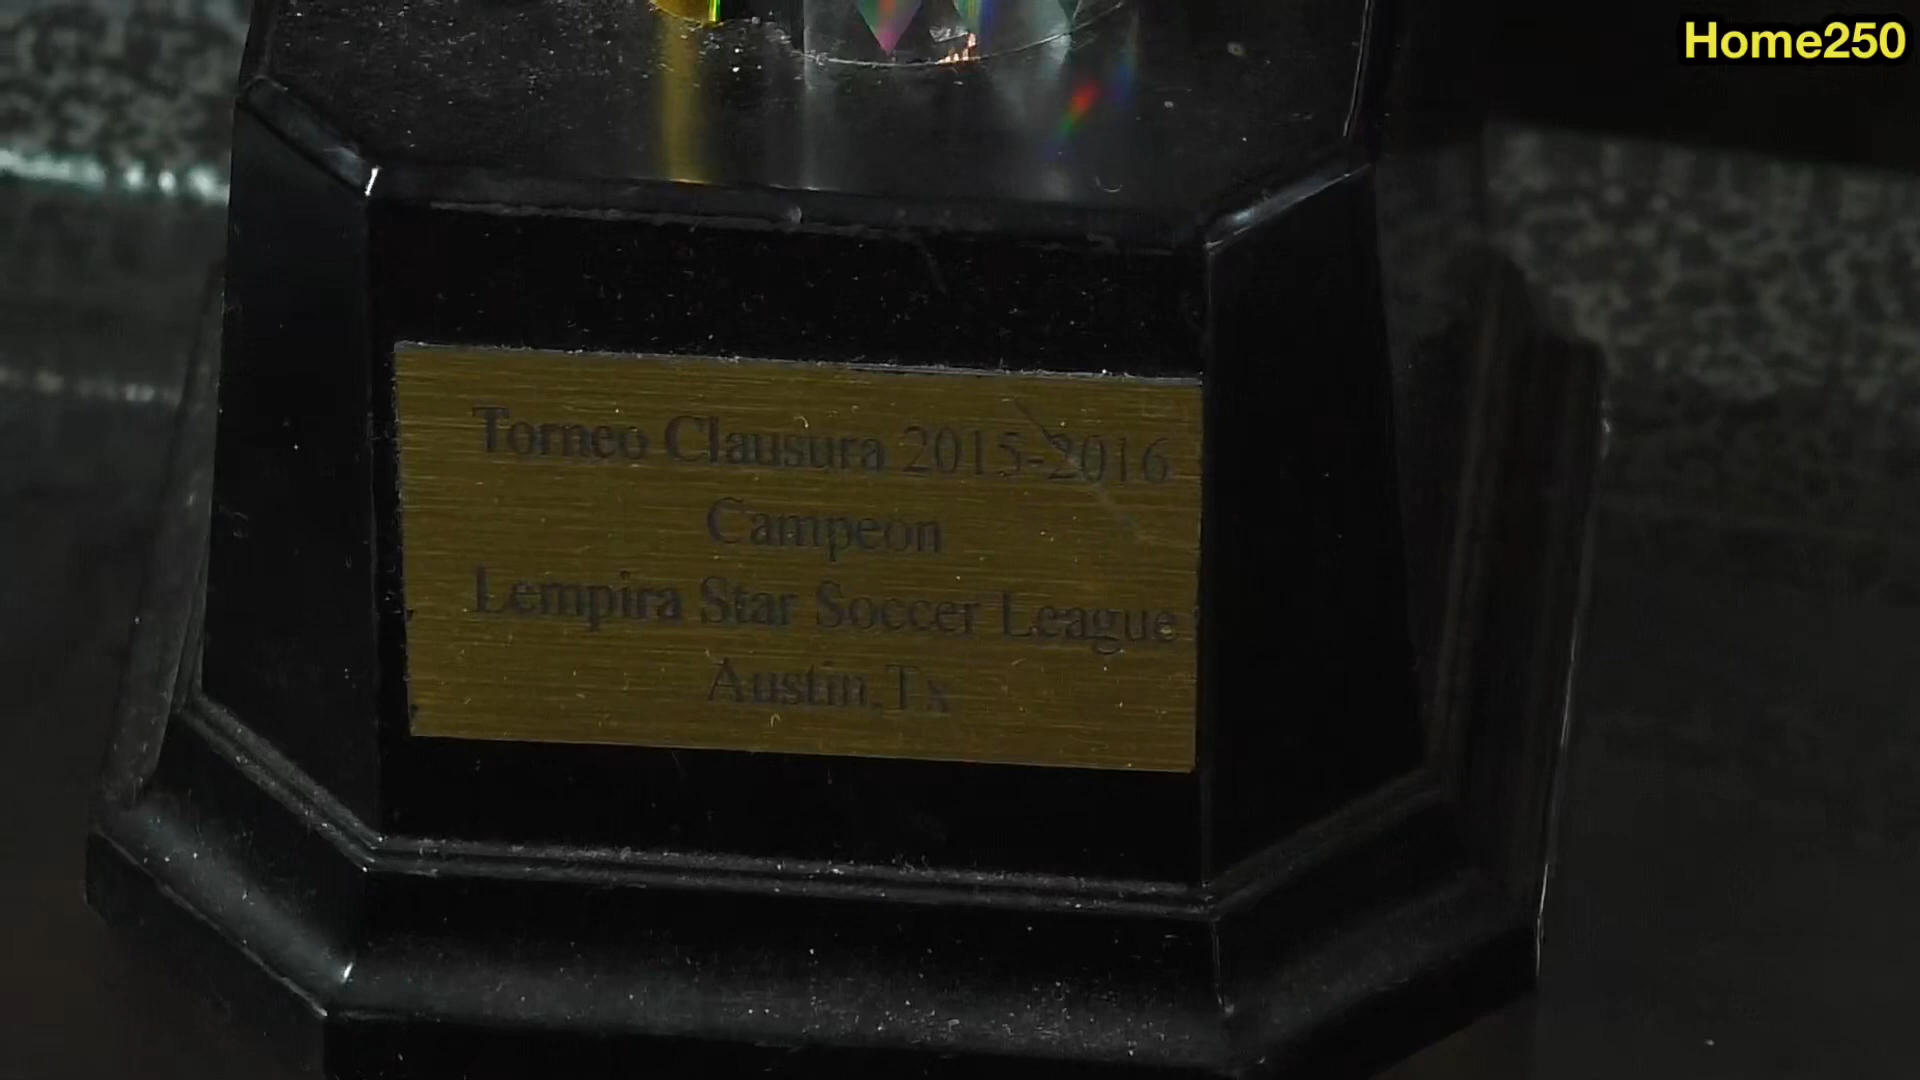 Home250
Torneo Clausura 2015-2016
Campeon
Lempira Star Soccer League
Austin,Tx